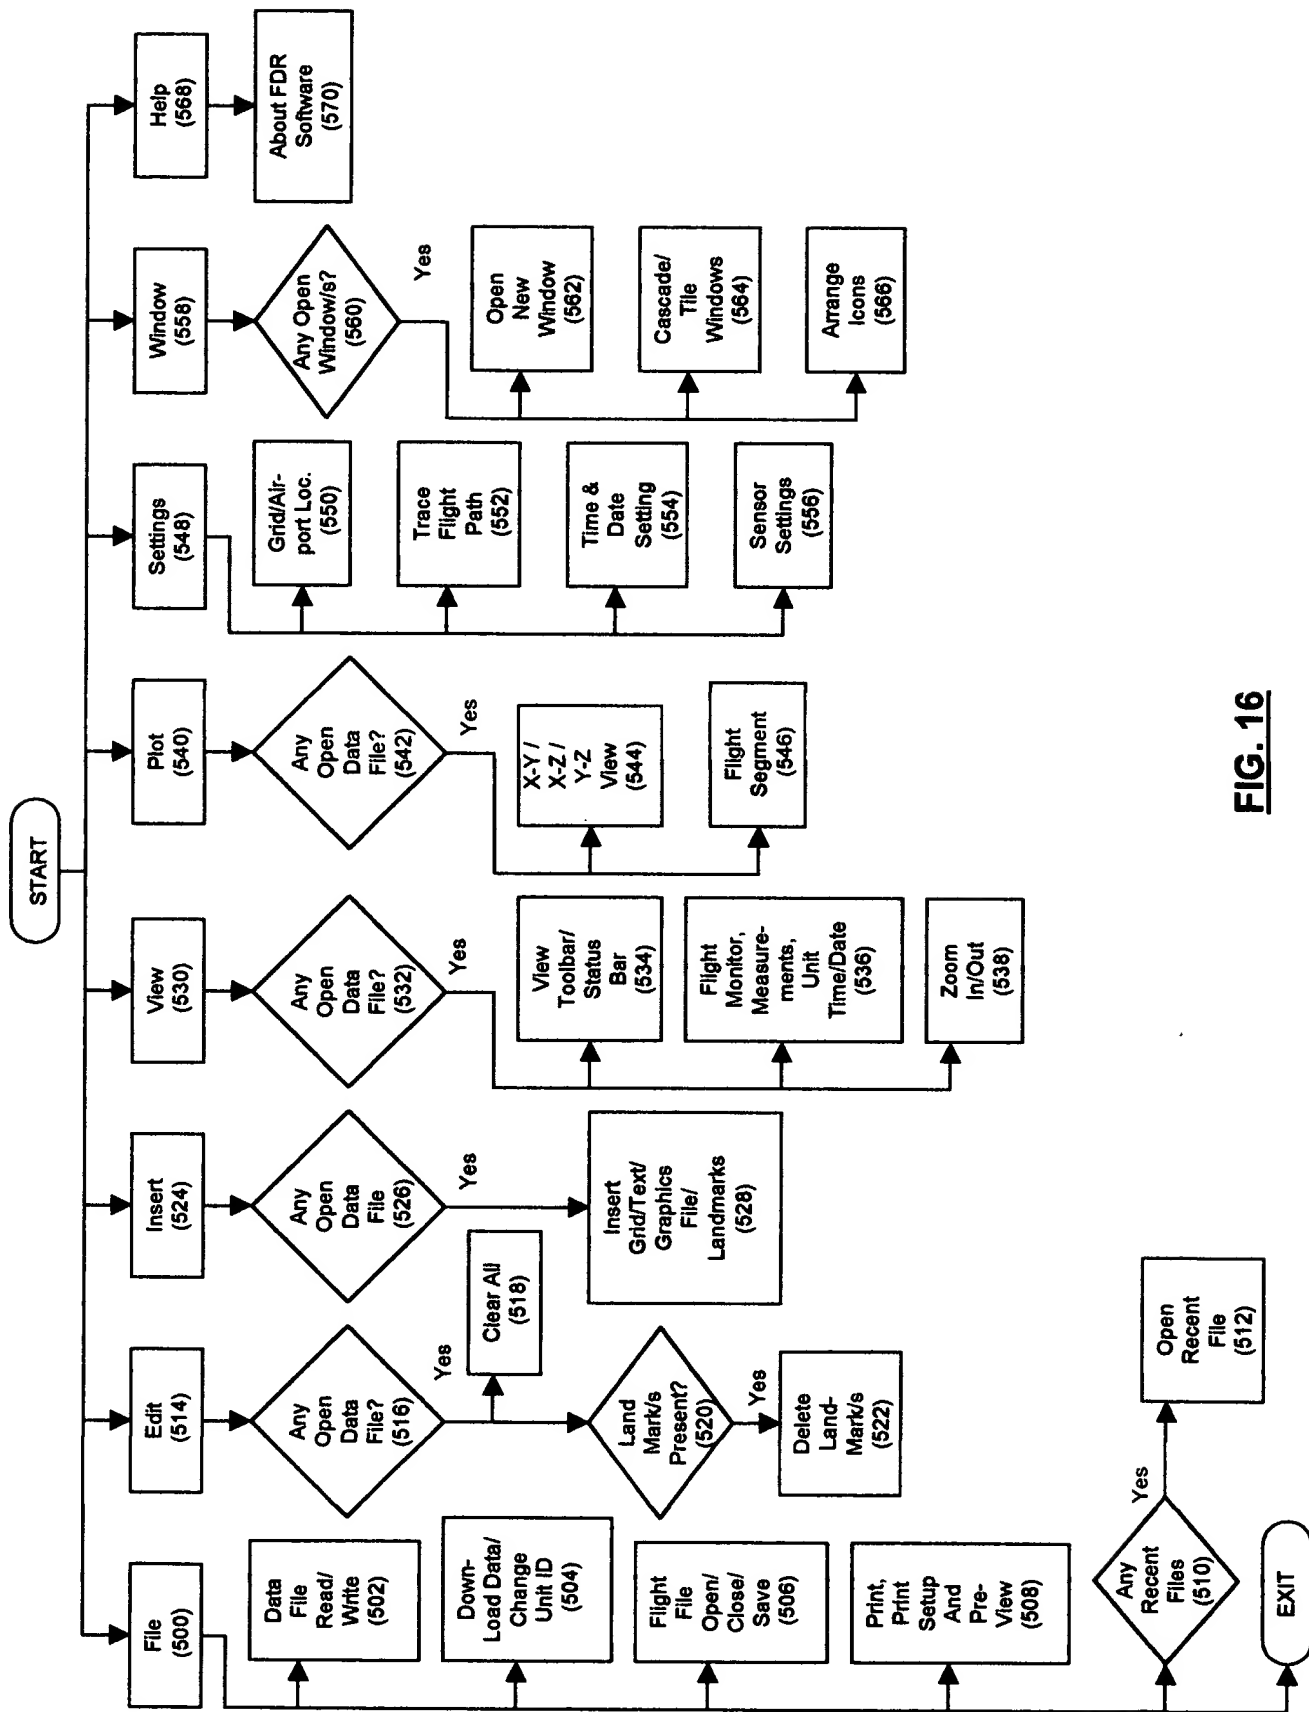 START
File
(500)
Data
File
Read/
Write
(502)
Down-
Load Data/
Change
Unit ID
(504)
Flight
File
Open/
Close/
Save
(506)
Print,
Print
Setup
And
Pre-
View
(508)
Any
Recent
Files
(510)
Yes
Open
Recent
File
(512)
EXIT
Edit
(514)
Any
Open
Data
File?
(516)
Yes
Clear All
(518)
Land
Mark/s
Present?
(520)
Yes
Delete
Land-
Mark/s
(522)
Insert
(524)
Any
Open
Data
File
(526)
Yes
Insert
Grid/Text/
Graphics
File/
Landmarks
(528)
View
(530)
Any
Open
Data
File?
(532)
Yes
View
Toolbar/
Status
Bar
(534)
Flight
Monitor,
Measure-
ments,
Unit
Time/Date
(536)
Zoom
In/Out
(538)
Plot
(540)
Any
Open
Data
File?
(542)
Yes
X-Y /
X-Z /
Y-Z
View
(544)
Flight
Segment
(546)
Settings
(548)
Grid/Air-
port Loc.
(550)
Trace
Flight
Path
(552)
Time &
Date
Setting
(554)
Sensor
Settings
(556)
Window
(558)
Any Open
Window/s?
(560)
Yes
Open
New
Window
(562)
Cascade/
Tile
Windows
(564)
Arrange
Icons
(566)
Help
(568)
About FDR
Software
(570)
FIG. 16